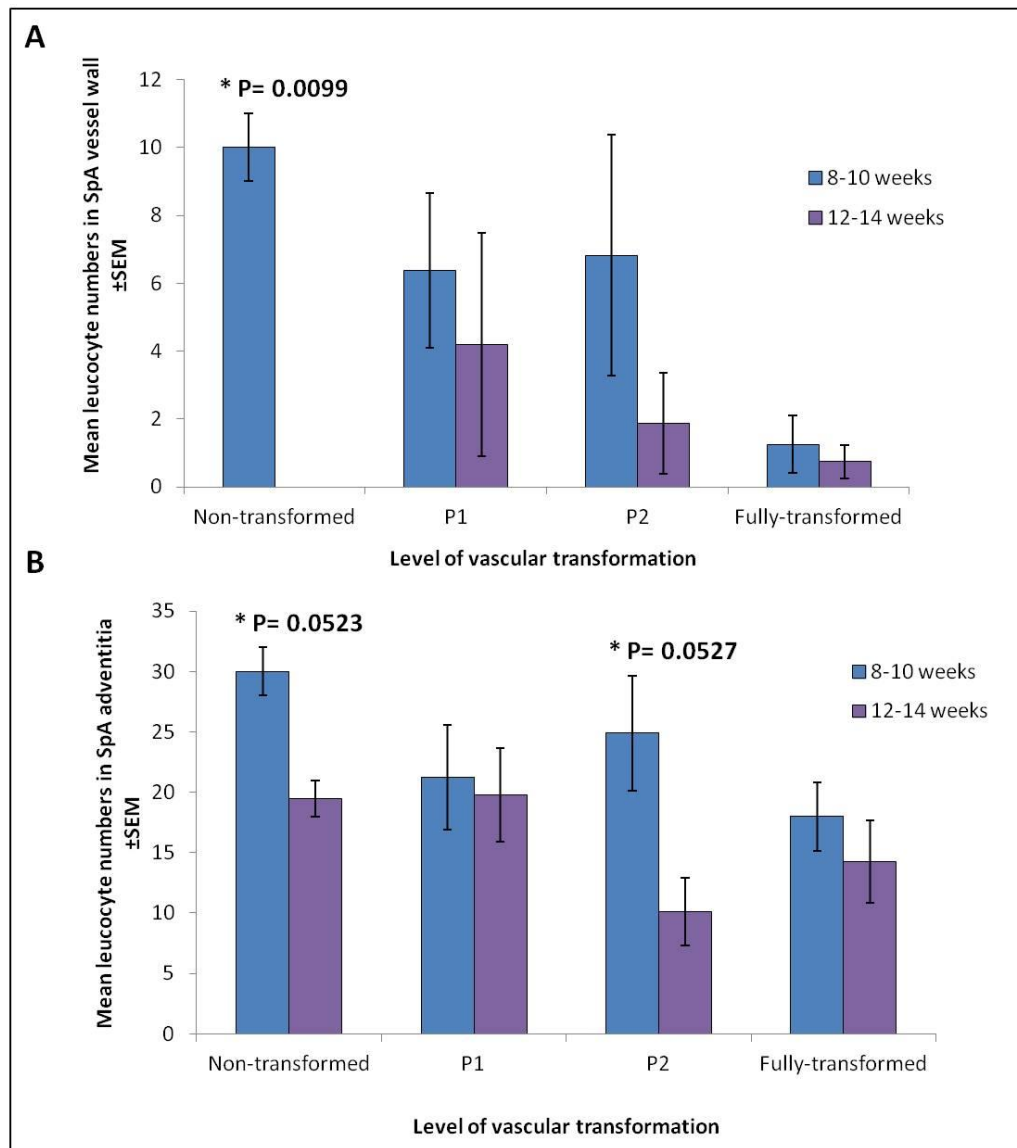 A
Mean leucocyte numbers in SpA vessel wall
±SEM
12
10
8
6
4
2
0
* P= 0.0099
8-10 weeks
12-14 weeks
Non-transformed P1 P2 Fully-transformed
Level of vascular transformation
B
Mean leucocyte numbers in SpA adventitia
±SEM
35
30
25
20
15
10
5
0
* P= 0.0523
* P= 0.0527
8-10 weeks
12-14 weeks
Non-transformed P1 P2 Fully-transformed
Level of vascular transformation